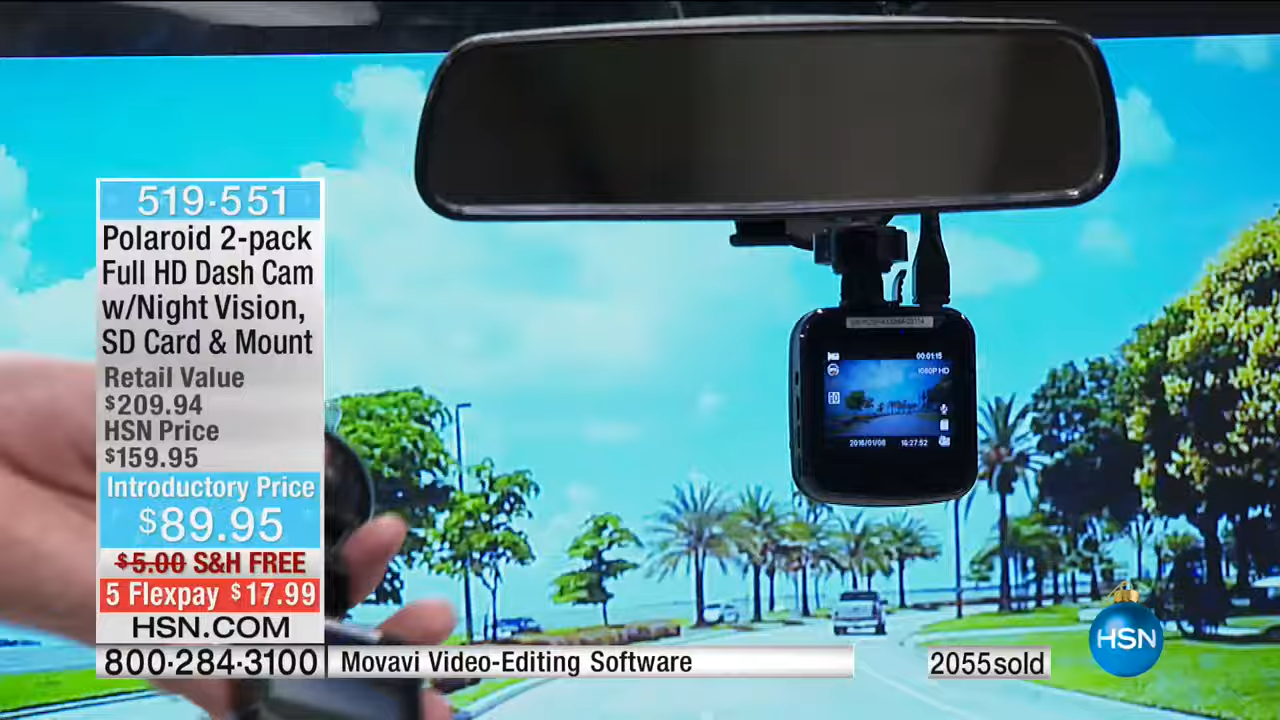 519-551
Polaroid 2-pack
Full HD Dash Cam
w/Night Vision,
SD Card & Mount
Retail Value
$209.94
HSN Price
$159.95
Introductory Price
$89.95
$5.00 S&H FREE
5 Flexpay $17.99
HSN.COM
800-284-3100
Movavi Video-Editing Software
2055sold
HSN
00:01:15
1080P HD
2016/01/06 16:27:52